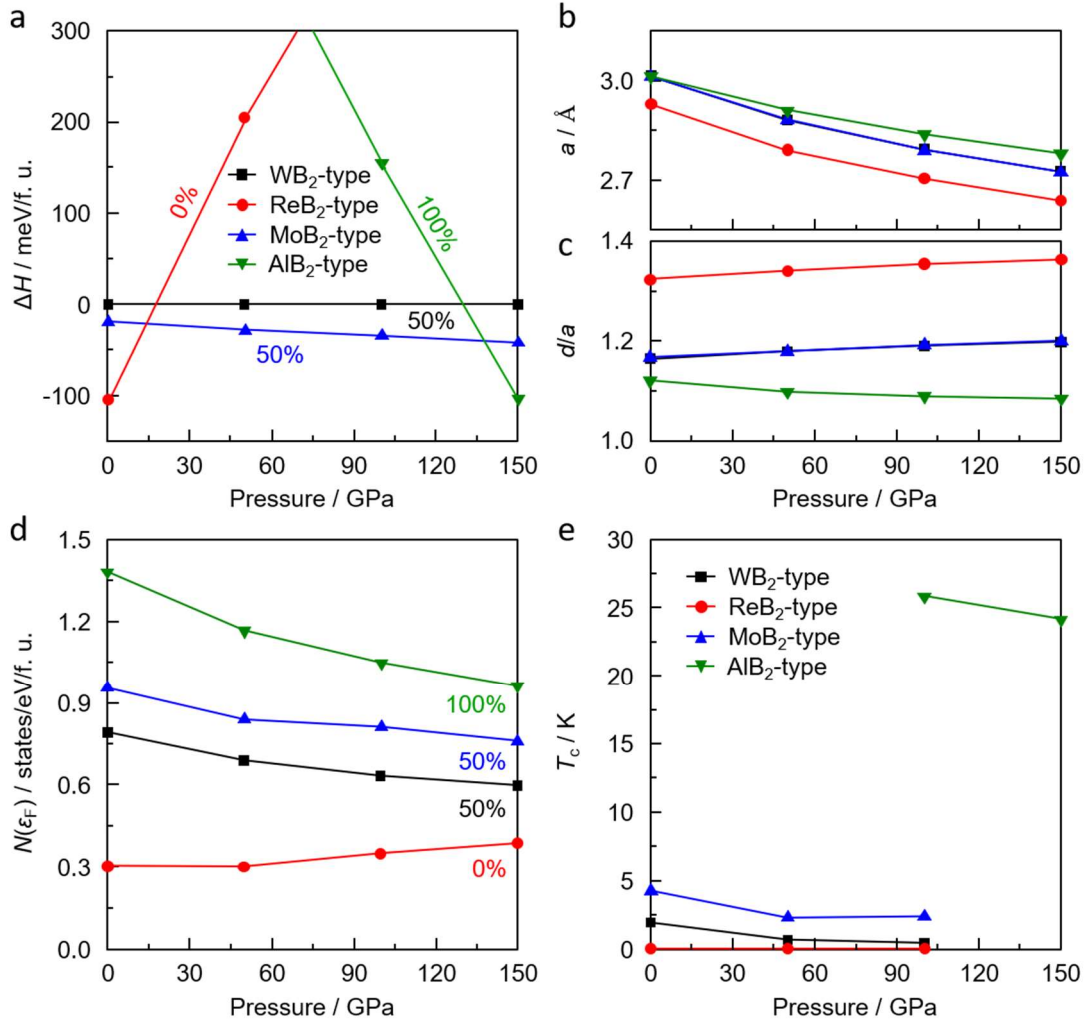 a
300
200
100
0
-100
ΔH / meV/f. u.
0%
WB₂-type
ReB₂-type
MoB₂-type
AlB₂-type
100%
50%
50%
0 30 60 90 120 150
Pressure / GPa
b
3.0
2.7
a / Å
c
1.4
1.2
1.0
d/a
0 30 60 90 120 150
Pressure / GPa
d
1.5
1.2
0.9
0.6
0.3
0.0
N(εF) / states/eV/f. u.
100%
50%
50%
0%
0 30 60 90 120 150
Pressure / GPa
e
30
25
20
15
10
5
0
Tc / K
WB₂-type
ReB₂-type
MoB₂-type
AlB₂-type
0 30 60 90 120 150
Pressure / GPa